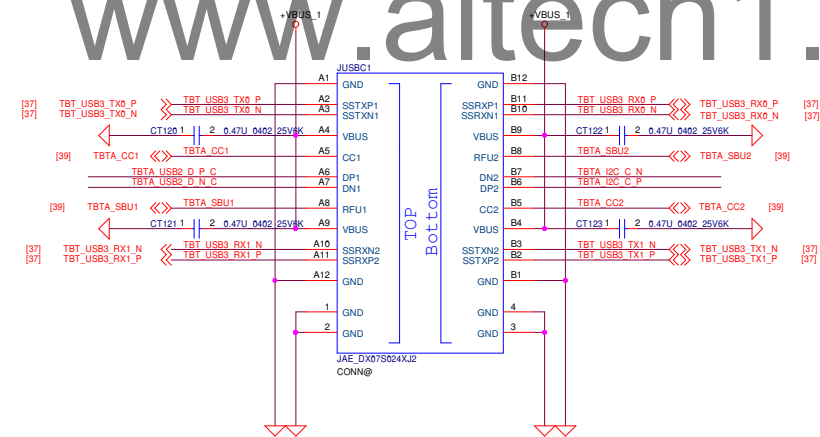 www.aitech1.
+VBUS_1 +VBUS_1
JUSBC1
A1 GND GND B12
[37] TBT_USB3_TX0_P TBT_USB3_TX0_P A2 SSTXP1 SSRXP1 B11 TBT_USB3_RX0_P TBT_USB3_RX0_P [37]
[37] TBT_USB3_TX0_N TBT_USB3_TX0_N A3 SSTXN1 SSRXN1 B10 TBT_USB3_RX0_N TBT_USB3_RX0_N [37]
CT120 1 2 0.47U_0402_25V6K A4 VBUS VBUS B9 CT122 1 2 0.47U_0402_25V6K
[39] TBTA_CC1 TBTA_CC1 A5 CC1 RFU2 B8 TBTA_SBU2 TBTA_SBU2 [39]
TBTA_USB2_D_P_C A6 DP1 DN2 B7 TBTA_I2C_C_N
TBTA_USB2_D_N_C A7 DN1 DP2 B6 TBTA_I2C_C_P
[39] TBTA_SBU1 TBTA_SBU1 A8 RFU1 CC2 B5 TBTA_CC2 TBTA_CC2 [39]
CT121 1 2 0.47U_0402_25V6K A9 VBUS VBUS B4 CT123 1 2 0.47U_0402_25V6K
[37] TBT_USB3_RX1_N TBT_USB3_RX1_N A10 SSRXN2 SSTXN2 B3 TBT_USB3_TX1_N TBT_USB3_TX1_N [37]
[37] TBT_USB3_RX1_P TBT_USB3_RX1_P A11 SSRXP2 SSTXP2 B2 TBT_USB3_TX1_P TBT_USB3_TX1_P [37]
A12 GND GND B1
1 GND GND 4
2 GND GND 3
TOP
Bottom
JAE_DX07S024XJ2
CONN@